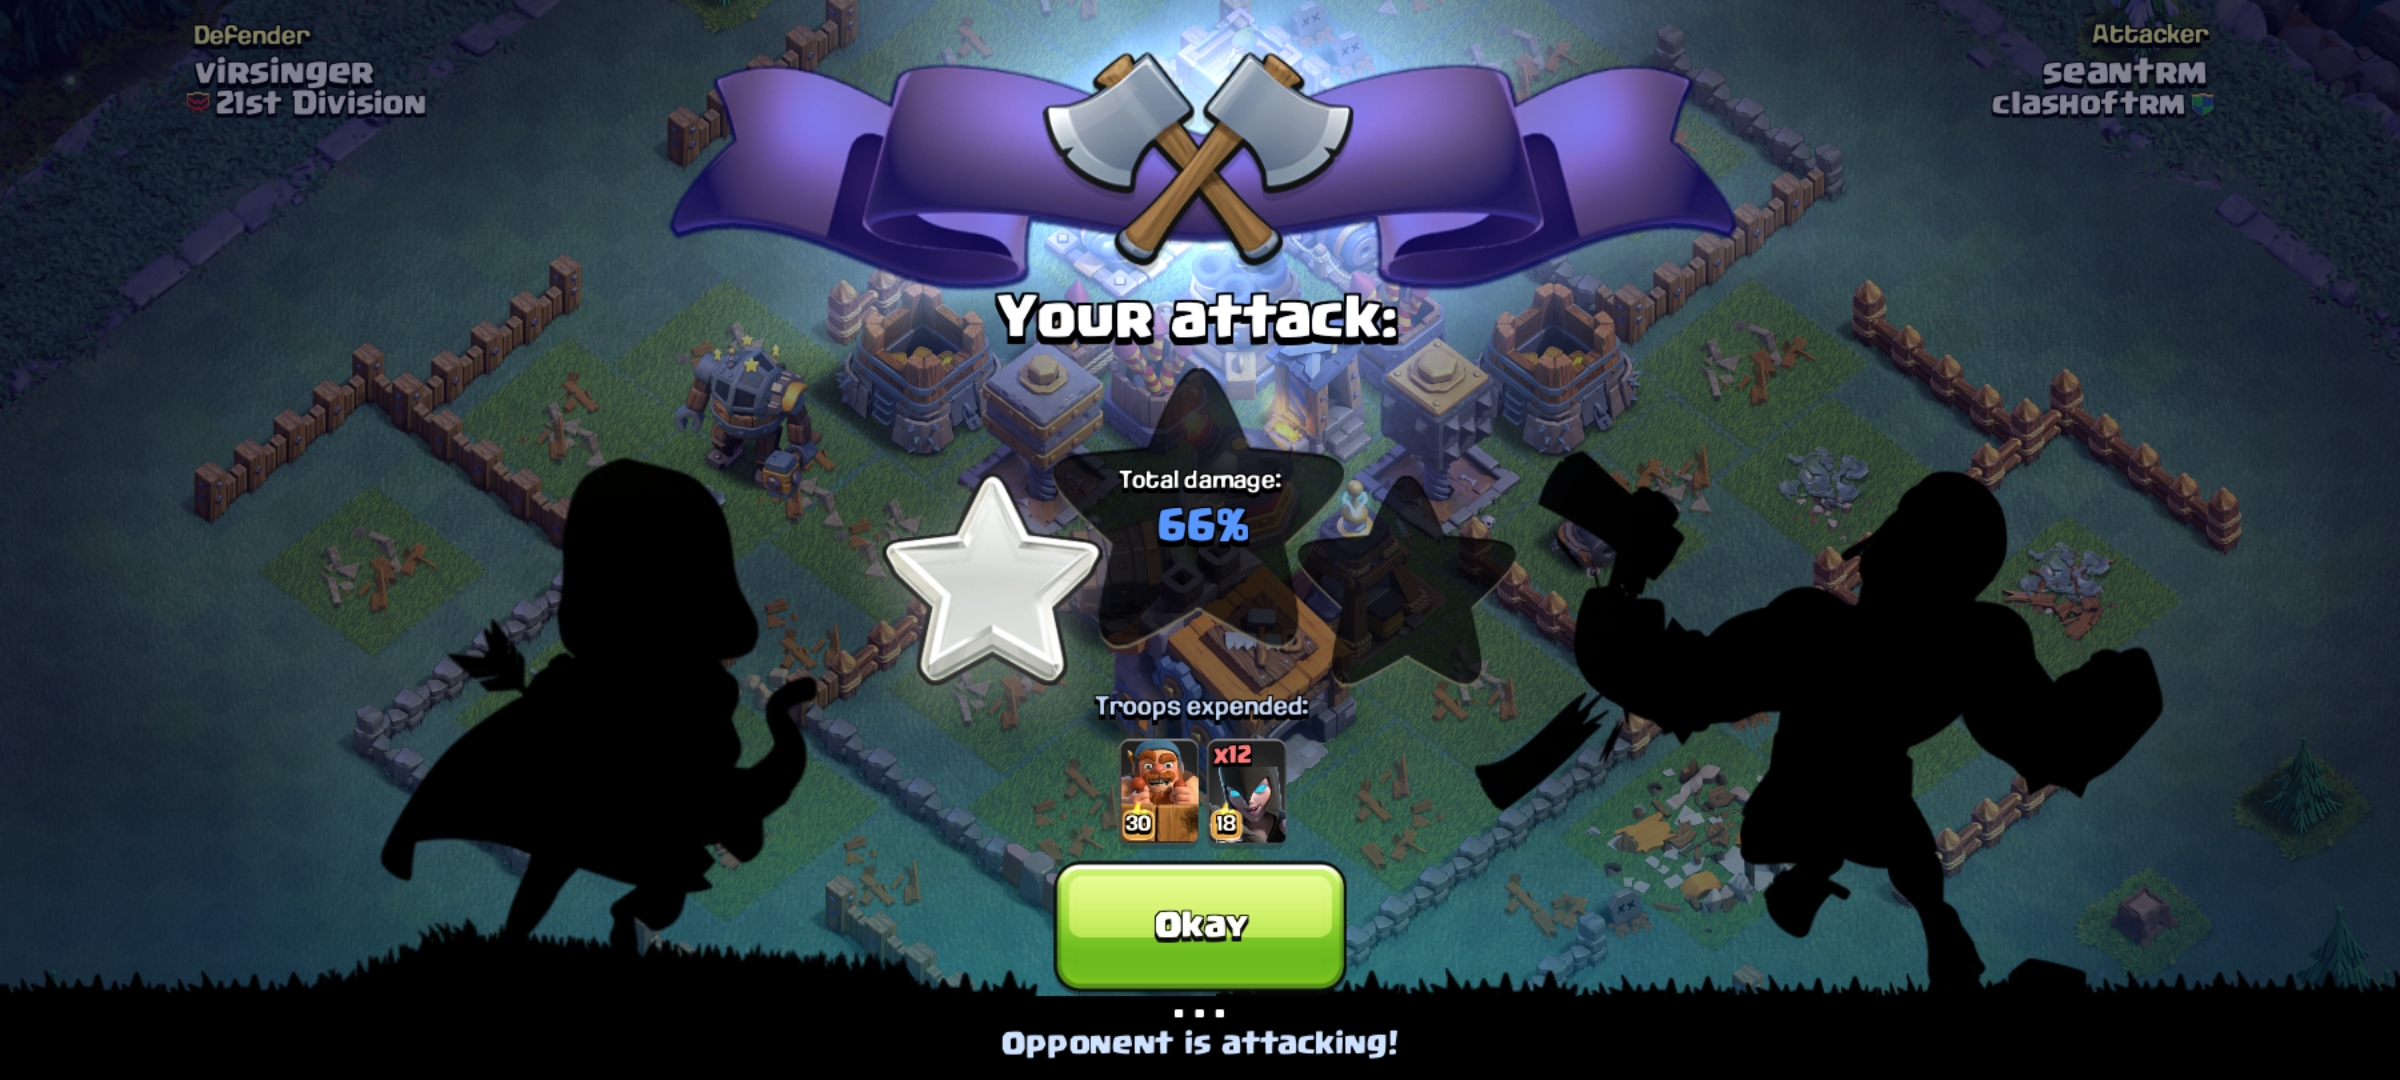 Defender
virsinger
21st Division
Attacker
seantrm
clashoftrm
Your attack:
Total damage:
66%
Troops expended:
x12
30
18
Okay
...
Opponent is attacking!